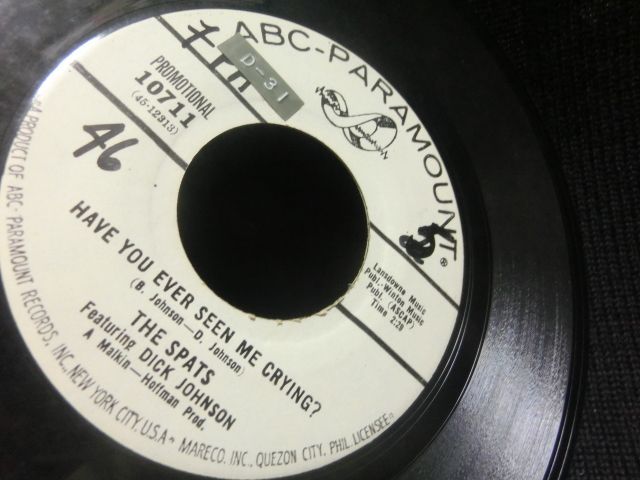 ABC-PARAMOUNT
®
D-31
PROMOTIONAL
10711
(45-12313)
46
HAVE YOU EVER SEEN ME CRYING?
(B. Johnson—D. Johnson)
THE SPATS
Featuring DICK JOHNSON
A Malkin—Hoffman Prod.
Lansdowne Music
Publ.-Winton Music
Publ. (ASCAP)
Time 2:20
"A PRODUCT OF ABC-PARAMOUNT RECORDS, INC., NEW YORK CITY, U.S.A." MARECO, INC., QUEZON CITY, PHIL. LICENSEE